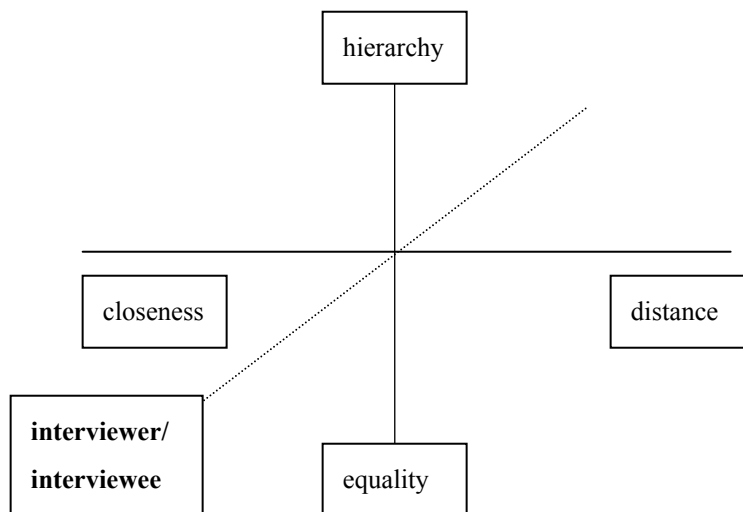 hierarchy
closeness
distance
interviewer/
interviewee
equality